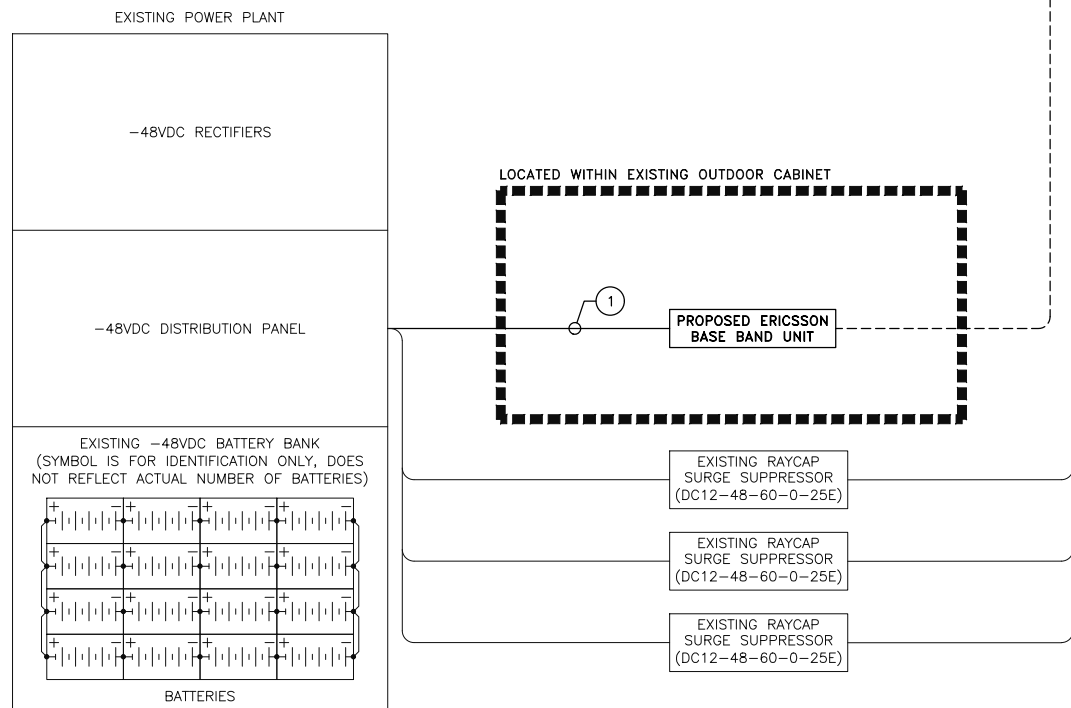 EXISTING POWER PLANT
-48VDC RECTIFIERS
LOCATED WITHIN EXISTING OUTDOOR CABINET
1
-48VDC DISTRIBUTION PANEL
PROPOSED ERICSSON
BASE BAND UNIT
EXISTING -48VDC BATTERY BANK
(SYMBOL IS FOR IDENTIFICATION ONLY, DOES
NOT REFLECT ACTUAL NUMBER OF BATTERIES)
+ - + - + - + -
+ - + - + - + -
+ - + - + - + -
+ - + - + - + -
BATTERIES
EXISTING RAYCAP
SURGE SUPPRESSOR
(DC12-48-60-0-25E)
EXISTING RAYCAP
SURGE SUPPRESSOR
(DC12-48-60-0-25E)
EXISTING RAYCAP
SURGE SUPPRESSOR
(DC12-48-60-0-25E)